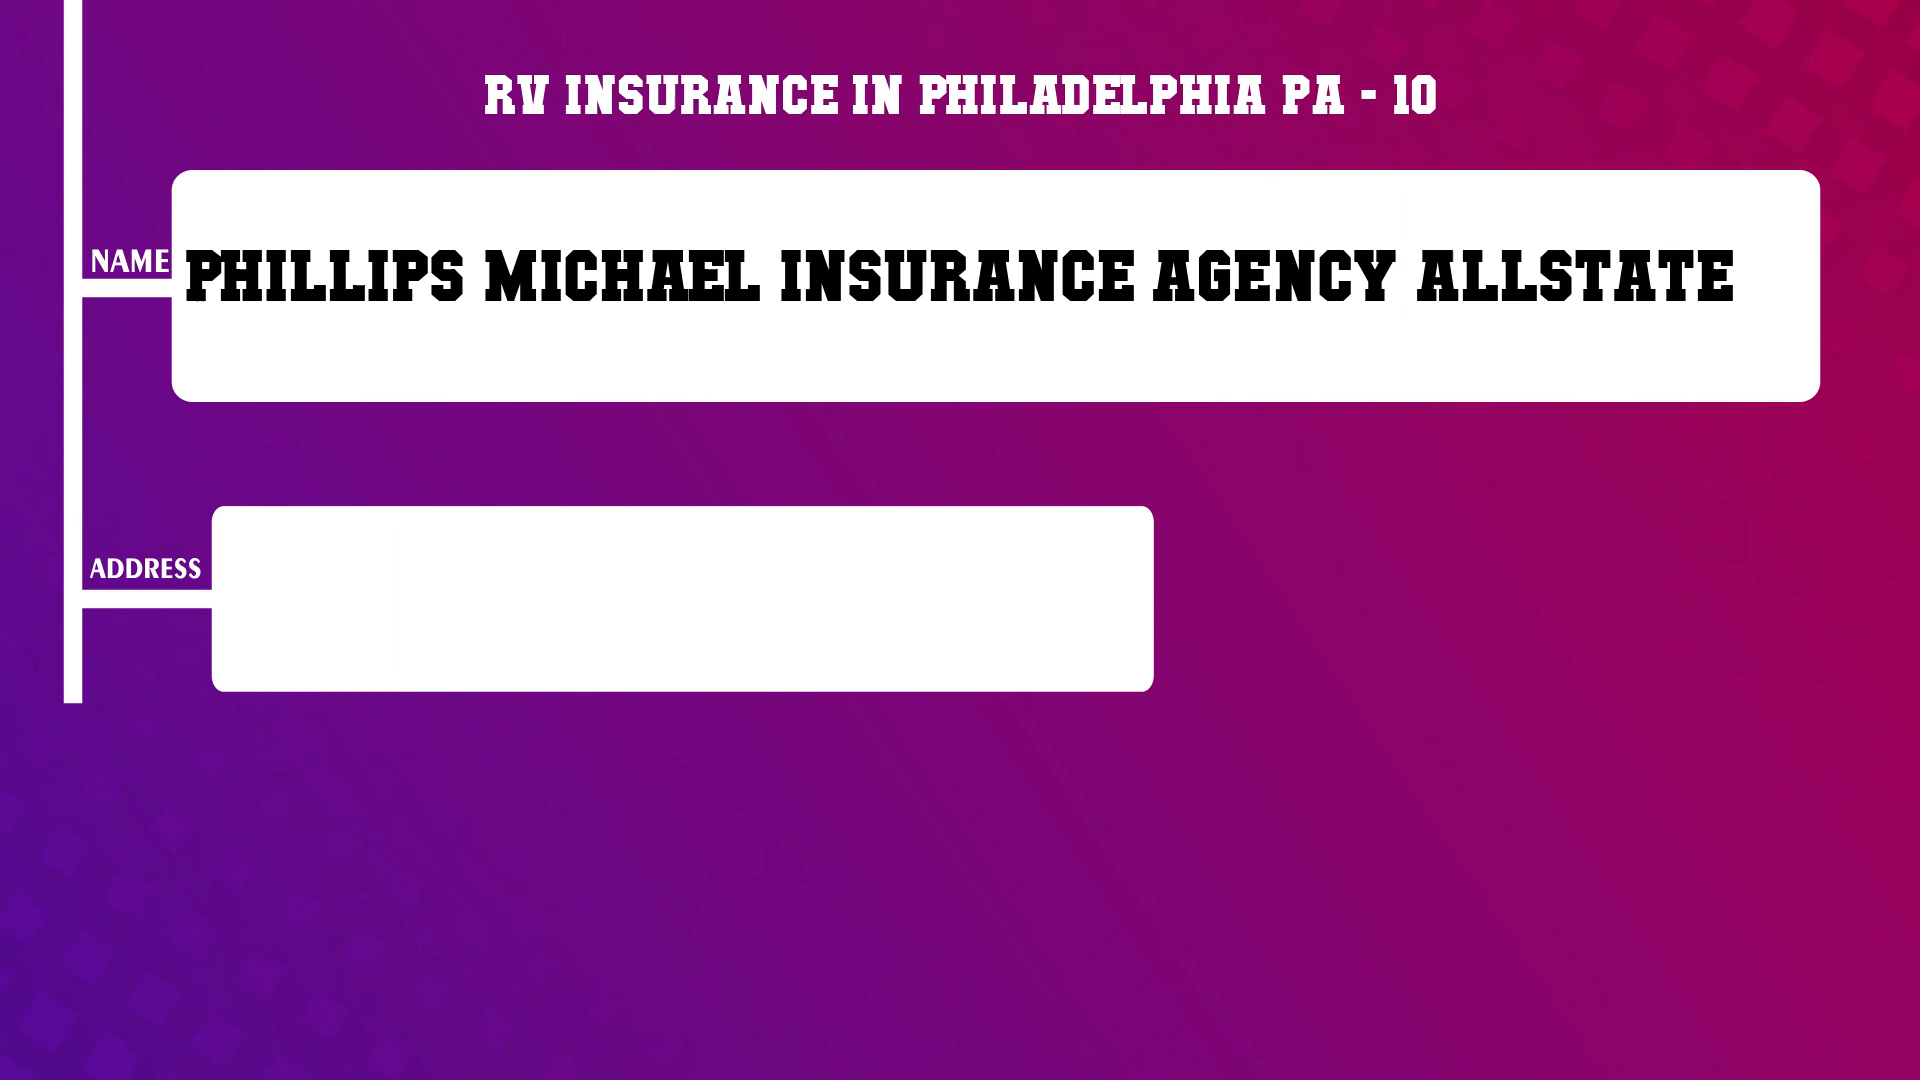 RV INSURANCE IN PHILADELPHIA PA - 10
NAME
PHILLIPS MICHAEL INSURANCE AGENCY ALLSTATE
ADDRESS